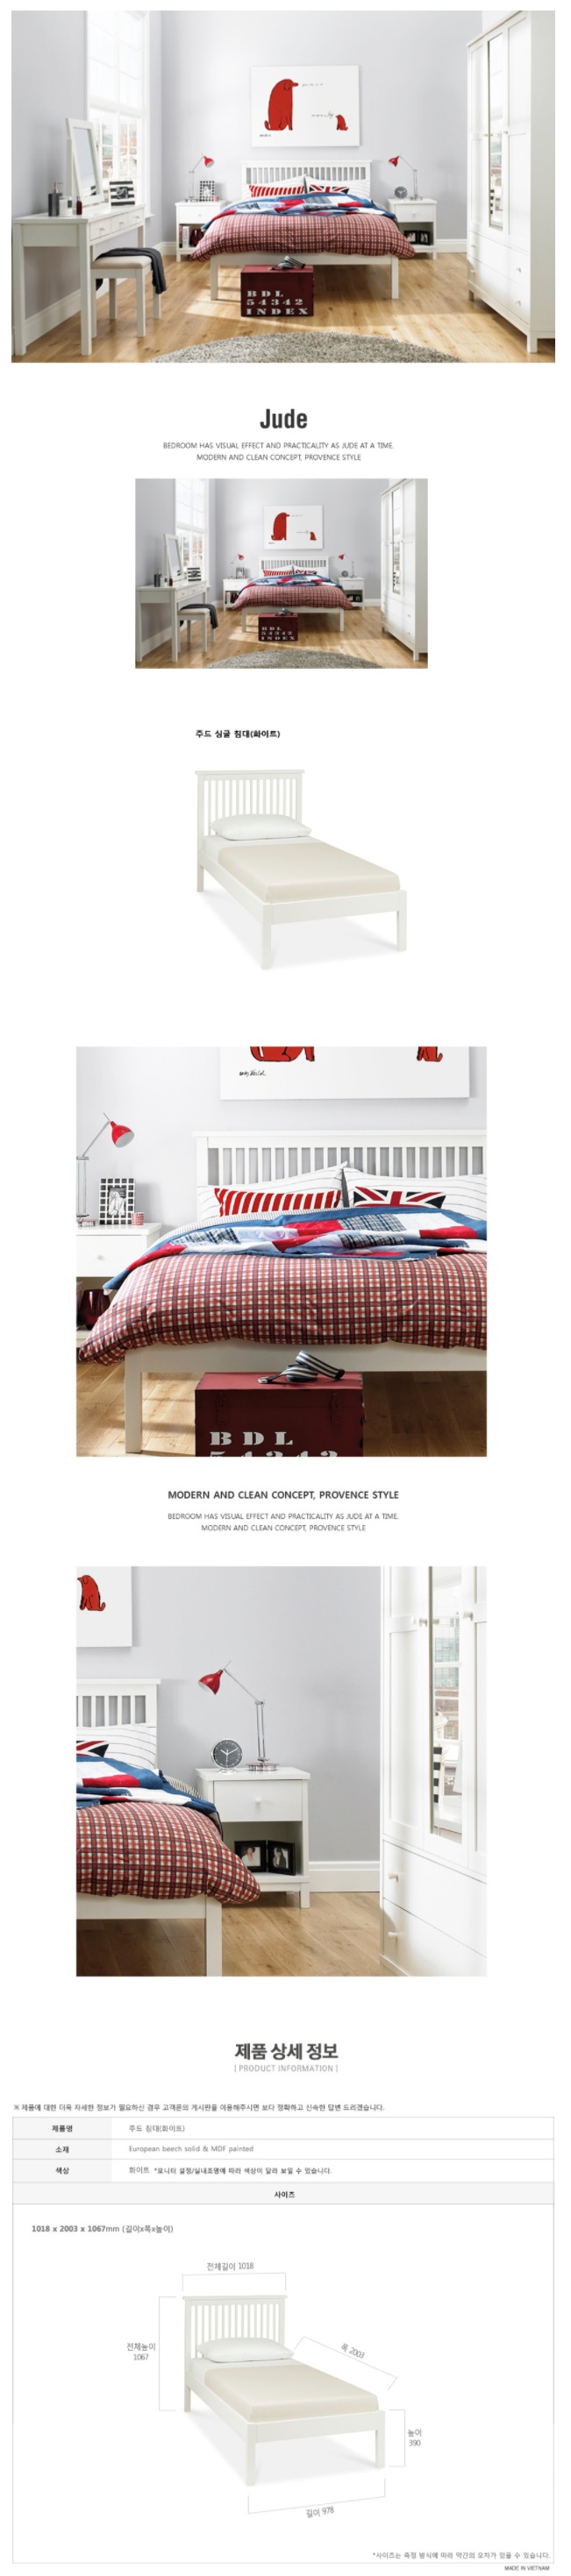 BDL
54342
INDEX
Jude
BEDROOM HAS VISUAL EFFECT AND PRACTICALITY AS JUDE AT A TIME.
MODERN AND CLEAN CONCEPT, PROVENCE STYLE
BDL
54342
INDEX
주드 싱글 침대(화이트)
BDL
54342
MODERN AND CLEAN CONCEPT, PROVENCE STYLE
BEDROOM HAS VISUAL EFFECT AND PRACTICALITY AS JUDE AT A TIME.
MODERN AND CLEAN CONCEPT, PROVENCE STYLE
제품 상세 정보
| PRODUCT INFORMATION |
※ 제품에 대한 더욱 자세한 정보가 필요하신 경우 고객문의 게시판을 이용해주시면 보다 정확하고 신속한 답변 드리겠습니다.
제품명 주드 침대(화이트)
소재 European beech solid & MDF painted
색상 화이트 *모니터 설정/실내조명에 따라 색상이 달라 보일 수 있습니다.
사이즈
1018 x 2003 x 1067mm (길이x폭x높이)
전체길이 1018
전체높이
1067
폭 2003
높이
390
길이 978
*사이즈는 측정 방식에 따라 약간의 오차가 있을 수 있습니다.
MADE IN VIETNAM